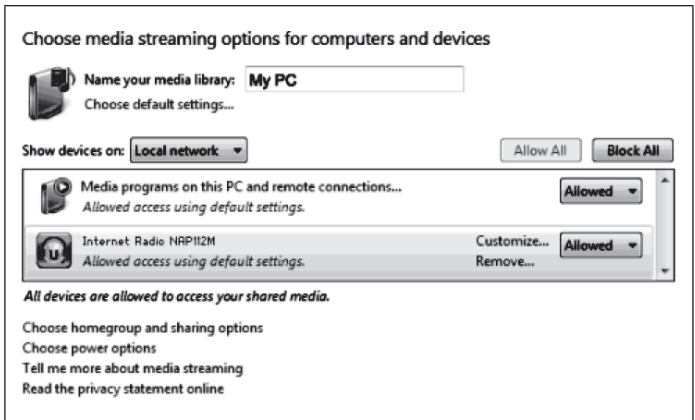 Choose media streaming options for computers and devices
Name your media library: My PC
Choose default settings...
Show devices on: Local network Allow All Block All
Media programs on this PC and remote connections... Allowed
Allowed access using default settings.
Internet Radio NAP112M Customize... Allowed
Allowed access using default settings. Remove...
All devices are allowed to access your shared media.
Choose homegroup and sharing options
Choose power options
Tell me more about media streaming
Read the privacy statement online